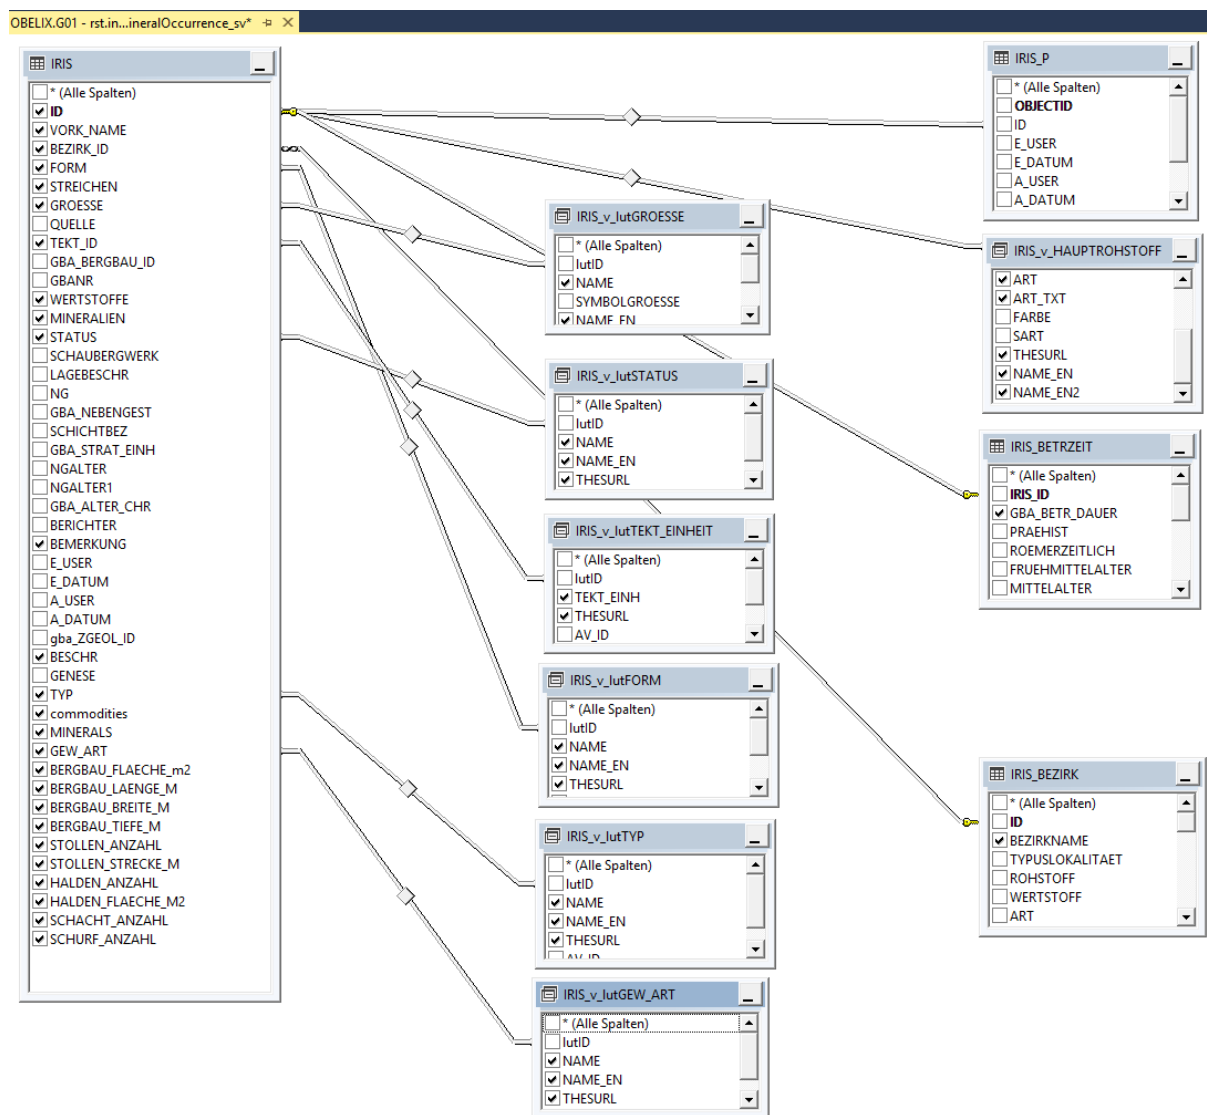 OBELIX.G01 - rst.in...ineralOccurrence_sv*
IRIS
* (Alle Spalten)
ID
VORK_NAME
BEZIRK_ID
FORM
STREICHEN
GROESSE
QUELLE
TEKT_ID
GBA_BERGBAU_ID
GBANR
WERTSTOFFE
MINERALIEN
STATUS
SCHAUBERGWERK
LAGEBESCHR
NG
GBA_NEBENGEST
SCHICHTBEZ
GBA_STRAT_EINH
NGALTER
NGALTER1
GBA_ALTER_CHR
BERICHTER
BEMERKUNG
E_USER
E_DATUM
A_USER
A_DATUM
gba_ZGEOL_ID
BESCHR
GENESE
TYP
commodities
MINERALS
GEW_ART
BERGBAU_FLAECHE_m2
BERGBAU_LAENGE_M
BERGBAU_BREITE_M
BERGBAU_TIEFE_M
STOLLEN_ANZAHL
STOLLEN_STRECKE_M
HALDEN_ANZAHL
HALDEN_FLAECHE_M2
SCHACHT_ANZAHL
SCHURF_ANZAHL
IRIS_v_lutGROESSE
* (Alle Spalten)
lutID
NAME
SYMBOLGROESSE
NAME_EN
IRIS_v_lutSTATUS
* (Alle Spalten)
lutID
NAME
NAME_EN
THESURL
IRIS_v_lutTEKT_EINHEIT
* (Alle Spalten)
lutID
TEKT_EINH
THESURL
AV_ID
IRIS_v_lutFORM
* (Alle Spalten)
lutID
NAME
NAME_EN
THESURL
IRIS_v_lutTYP
* (Alle Spalten)
lutID
NAME
NAME_EN
THESURL
AV_ID
IRIS_v_lutGEW_ART
* (Alle Spalten)
lutID
NAME
NAME_EN
THESURL
IRIS_P
* (Alle Spalten)
OBJECTID
ID
E_USER
E_DATUM
A_USER
A_DATUM
IRIS_v_HAUPTROHSTOFF
ART
ART_TXT
FARBE
SART
THESURL
NAME_EN
NAME_EN2
IRIS_BETRZEIT
* (Alle Spalten)
IRIS_ID
GBA_BETR_DAUER
PRAEHIST
ROEMERZEITLICH
FRUEHMITTELALTER
MITTELALTER
IRIS_BEZIRK
* (Alle Spalten)
ID
BEZIRKNAME
TYPUSLOKALITAET
ROHSTOFF
WERTSTOFF
ART